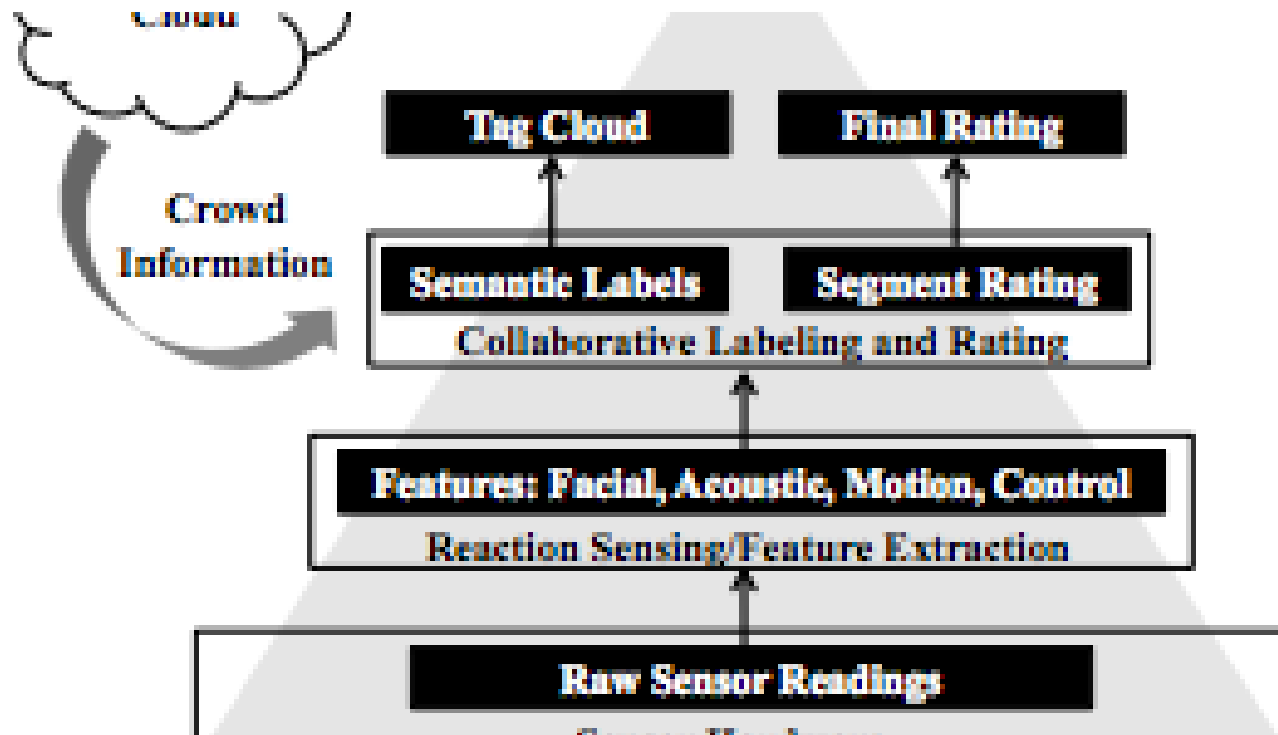 Cloud
Tag Cloud
Final Rating
Crowd
Information
Semantic Labels
Segment Rating
Collaborative Labeling and Rating
Features: Facial, Acoustic, Motion, Control
Reaction Sensing/Feature Extraction
Raw Sensor Readings